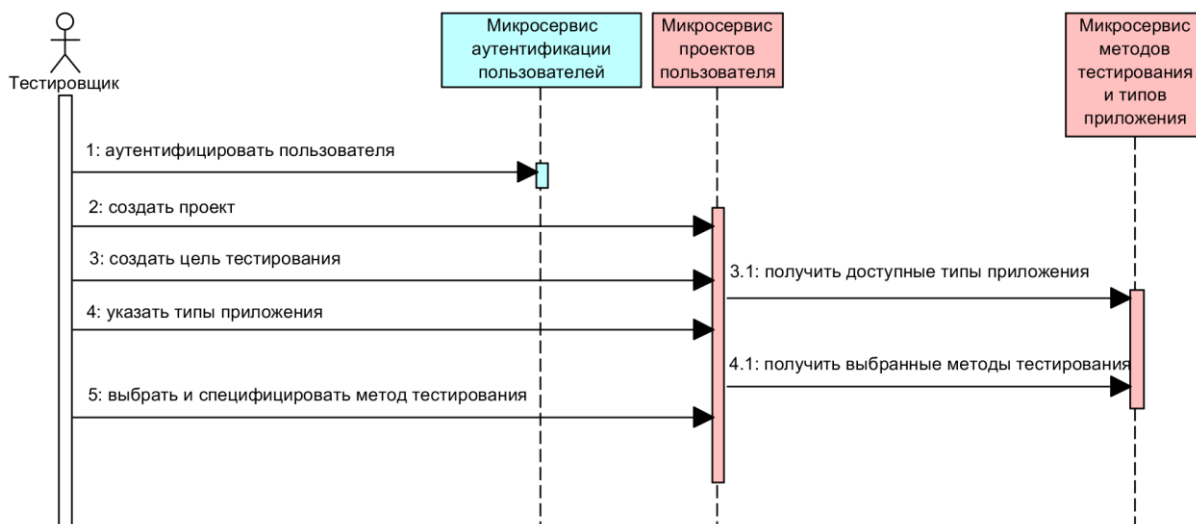 Тестировщик
Микросервис
аутентификации
пользователей
Микросервис
проектов
пользователя
Микросервис
методов
тестирования
и типов
приложения
1: аутентифицировать пользователя
2: создать проект
3: создать цель тестирования
3.1: получить доступные типы приложения
4: указать типы приложения
4.1: получить выбранные методы тестирования
5: выбрать и специфицировать метод тестирования